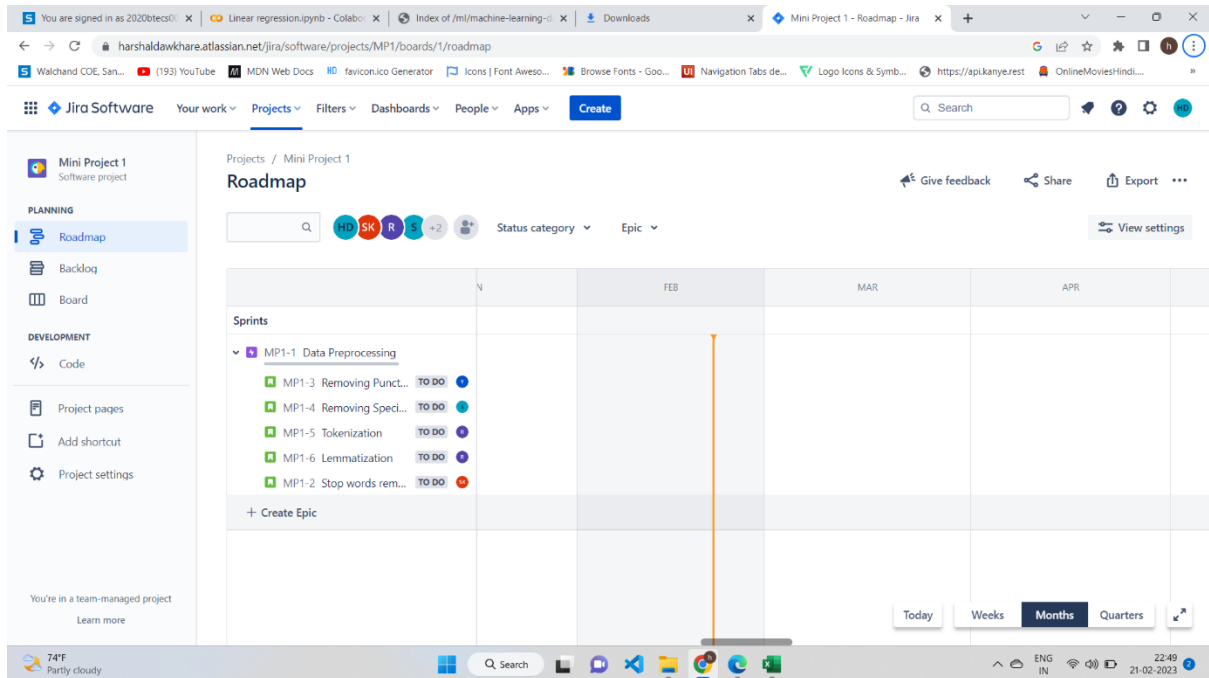 You are signed in as 2020btecs00
Linear regression.ipynb - Colabo
Index of /ml/machine-learning-d
Downloads
Mini Project 1 - Roadmap - Jira
harshaldawkhare.atlassian.net/jira/software/projects/MP1/boards/1/roadmap
Walchand COE, San... (193) YouTube MDN Web Docs HD favicon.ico Generator Icons | Font Aweso... Browse Fonts - Goo... UI Navigation Tabs de... Logo Icons & Symb... https://api.kanye.rest OnlineMoviesHindi.... »
Jira Software Your work Projects Filters Dashboards People Apps Create Search HD
Mini Project 1
Software project
PLANNING
Roadmap
Backlog
Board
DEVELOPMENT
Code
Project pages
Add shortcut
Project settings
You're in a team-managed project
Learn more
Projects / Mini Project 1
Roadmap
Give feedback Share Export
HD SK R S +2 Status category Epic View settings
N FEB MAR APR
Sprints
MP1-1 Data Preprocessing
MP1-3 Removing Punct... TO DO
MP1-4 Removing Speci... TO DO S
MP1-5 Tokenization TO DO R
MP1-6 Lemmatization TO DO R
MP1-2 Stop words rem... TO DO SK
+ Create Epic
Today Weeks Months Quarters
74°F
Partly cloudy
Search
ENG
IN
22:49
21-02-2023
2